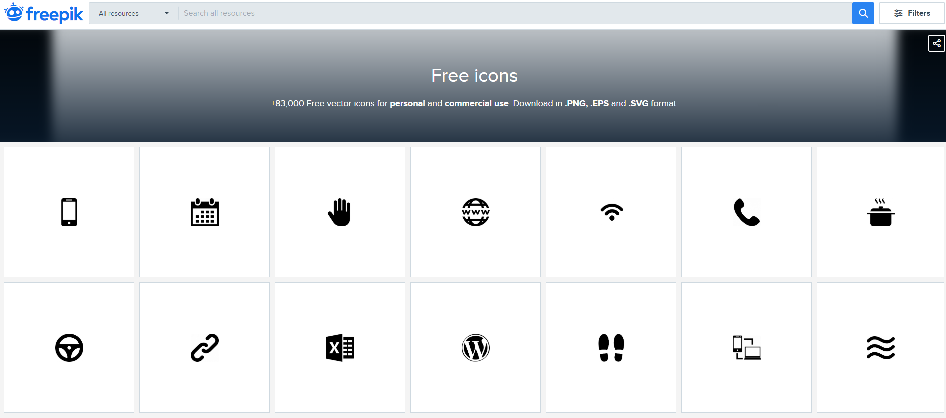 freepik
All resources
Search all resources
Filters
Free icons
+83,000 Free vector icons for personal and commercial use. Download in .PNG, .EPS and .SVG format
WWW
X
W